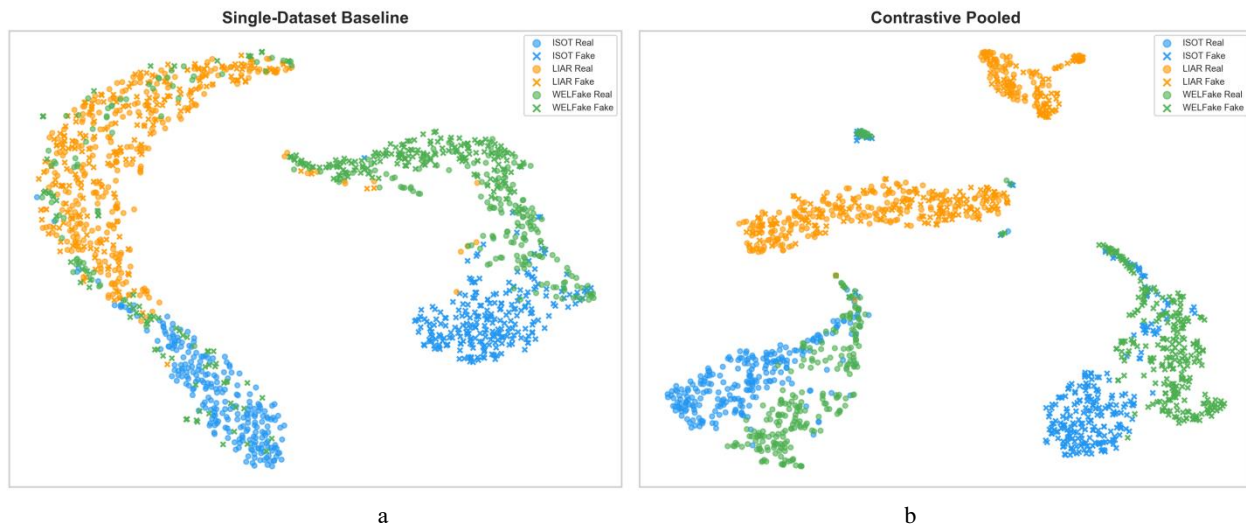 Single-Dataset Baseline
ISOT Real
ISOT Fake
LIAR Real
LIAR Fake
WELFake Real
WELFake Fake
a
Contrastive Pooled
ISOT Real
ISOT Fake
LIAR Real
LIAR Fake
WELFake Real
WELFake Fake
b